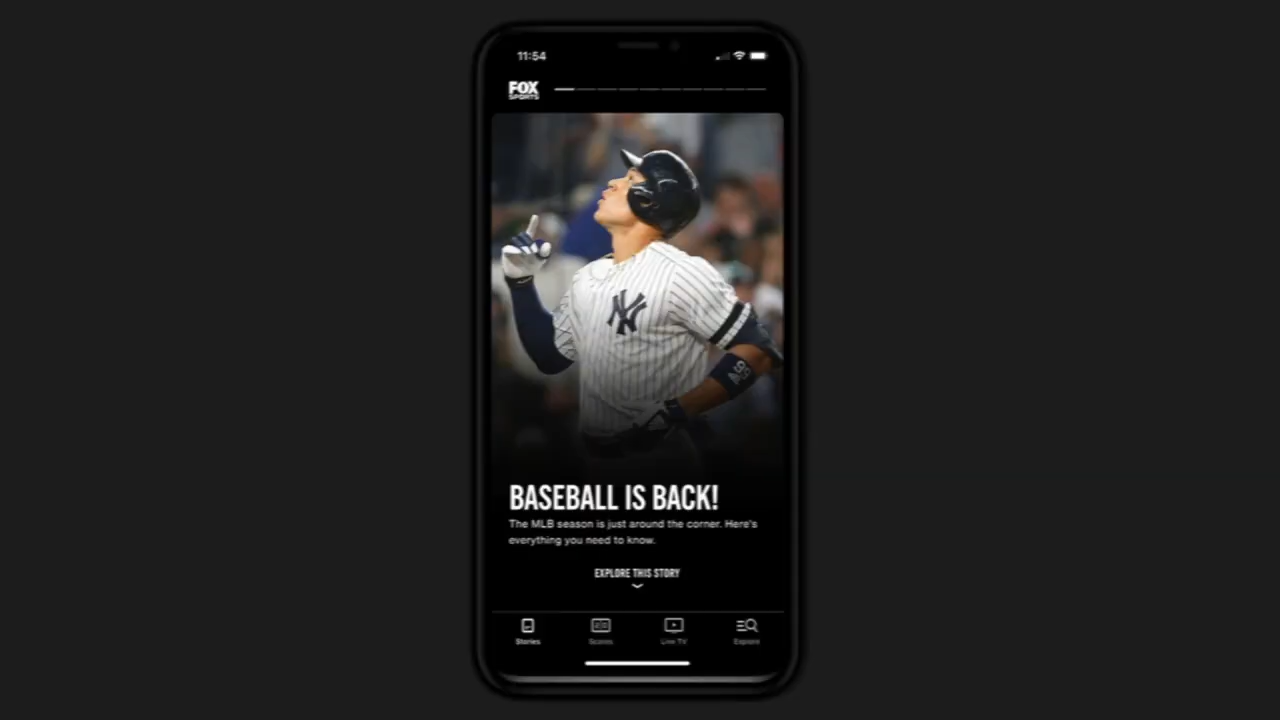 11:54
FOX
SPORTS
NY
BASEBALL IS BACK!
The MLB season is just around the corner. Here's
everything you need to know.
EXPLORE THIS STORY
Stories
Scores
Live TV
Explore